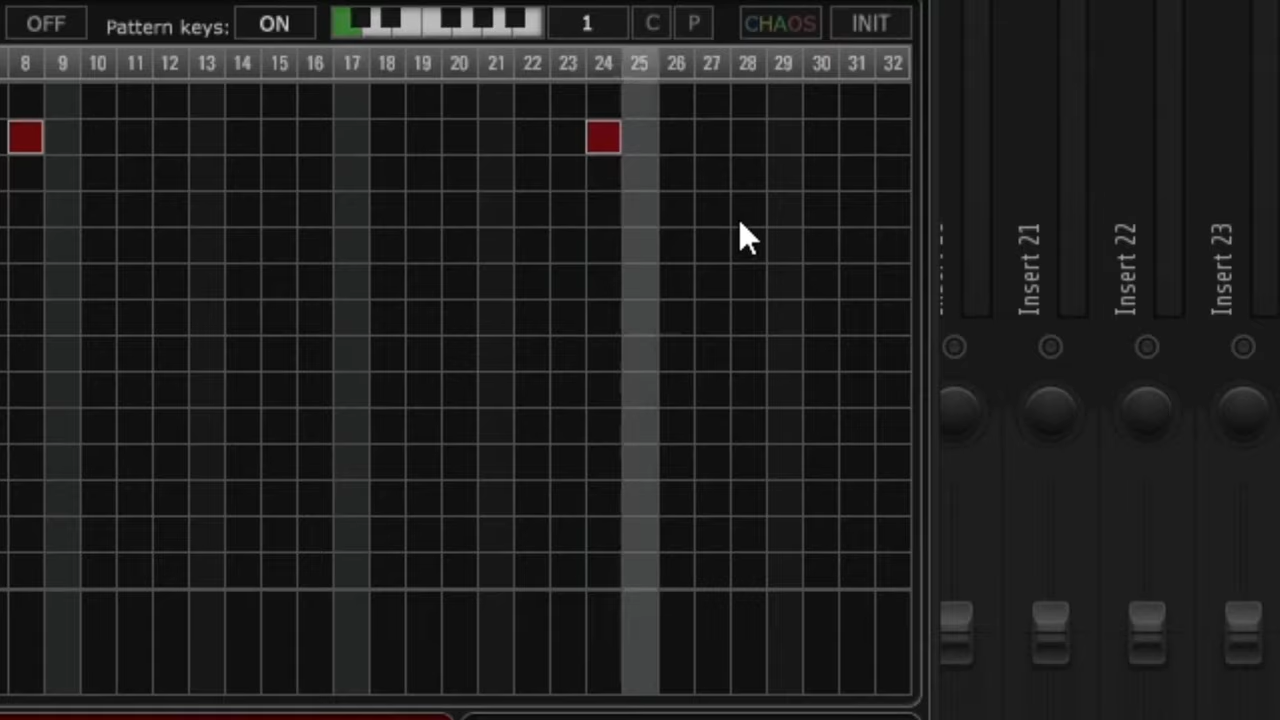 OFF Pattern keys: ON 1 C P CHAOS INIT
8 9 10 11 12 13 14 15 16 17 18 19 20 21 22 23 24 25 26 27 28 29 30 31 32
Insert 21
Insert 22
Insert 23